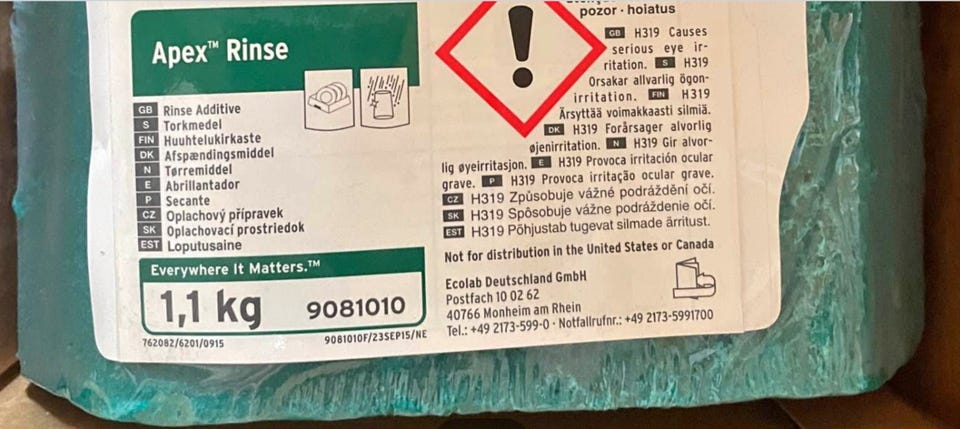 Apex™ Rinse
GB Rinse Additive
S Torkmedel
FIN Huuhtelukirkaste
DK Afspændingsmiddel
N Tørremiddel
E Abrillantador
P Secante
CZ Oplachový přípravek
SK Oplachovací prostriedok
EST Loputusaine
Everywhere It Matters.™
1,1 kg 9081010
762082/6201/0915
9081010F/23SEP15/NE
pozor · hoiatus
GB H319 Causes
serious eye ir-
ritation. S H319
Orsakar allvarlig ögon-
irritation. FIN H319
Ärsyttää voimakkaasti silmiä.
DK H319 Forårsager alvorlig
øjenirritation. N H319 Gir alvor-
lig øyeirritasjon. E H319 Provoca irritación ocular
grave. P H319 Provoca irritação ocular grave.
CZ H319 Způsobuje vážné podráždění očí.
SK H319 Spôsobuje vážne podráždenie očí.
EST H319 Põhjustab tugevat silmade ärritust.
Not for distribution in the United States or Canada
Ecolab Deutschland GmbH
Postfach 10 02 62
40766 Monheim am Rhein
Tel.: +49 2173-599-0 · Notfallrufnr.: +49 2173-5991700